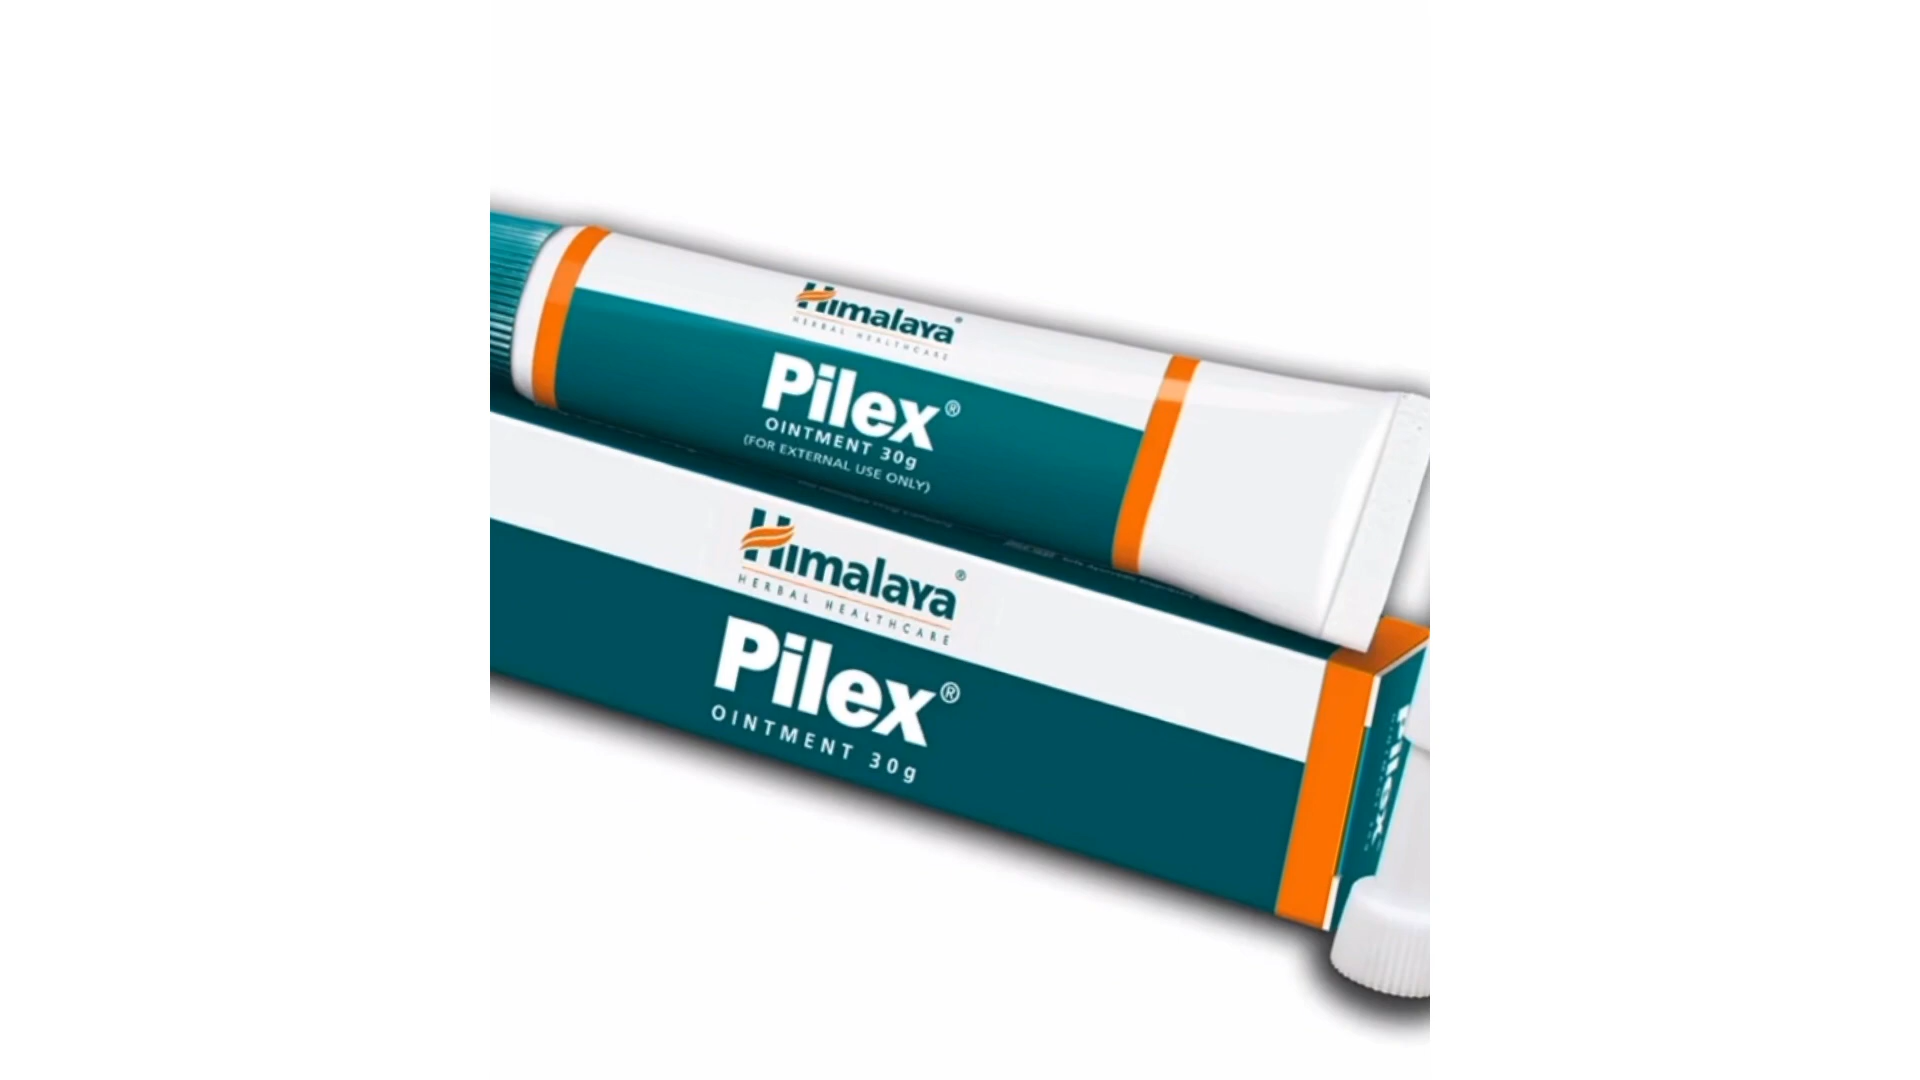 Himalaya®
HERBAL HEALTHCARE
Pilex®
OINTMENT 30g
(FOR EXTERNAL USE ONLY)
Himalaya®
HERBAL HEALTHCARE
Pilex®
OINTMENT 30g
Pilex